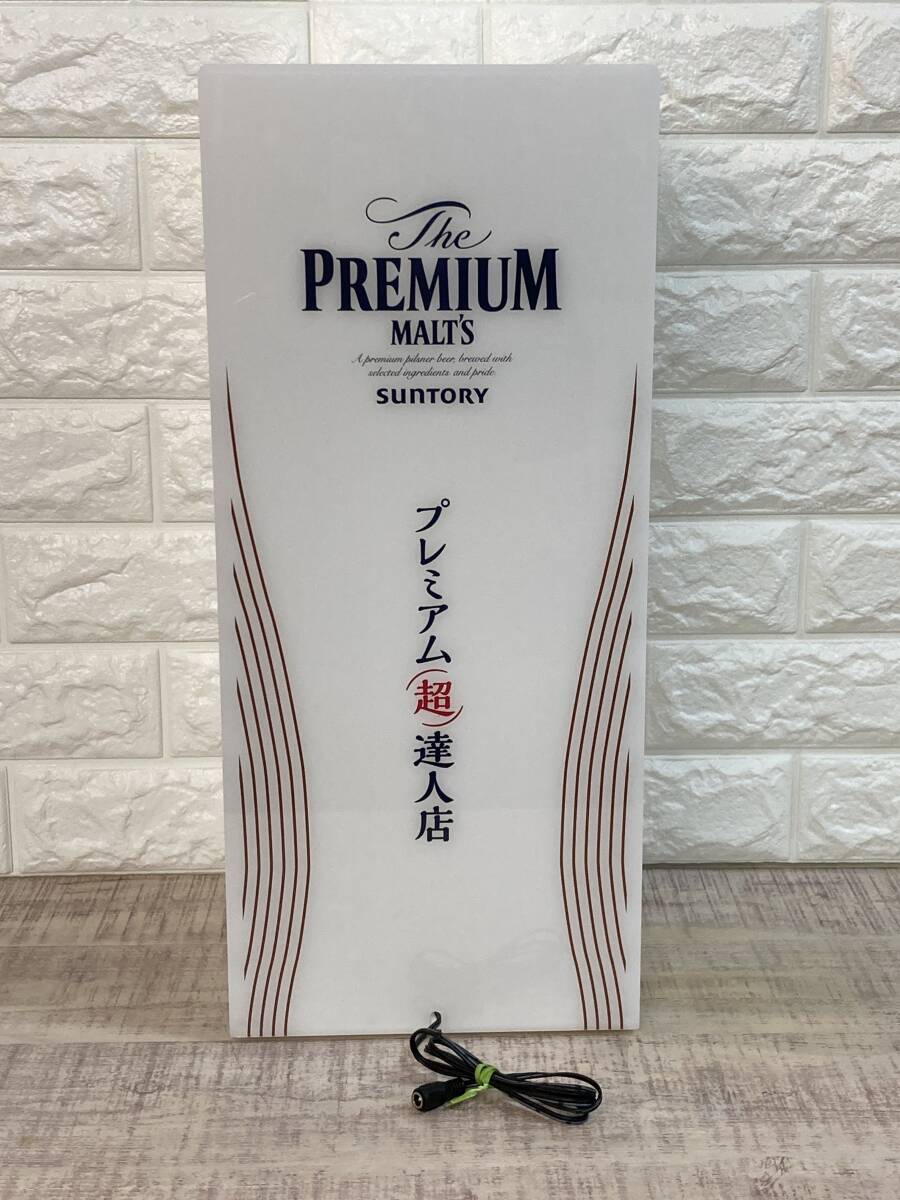 The
PREMIUM
MALT'S
A premium pilsner beer, brewed with
selected ingredients and pride.
SUNTORY
プレミアム(超)達人店